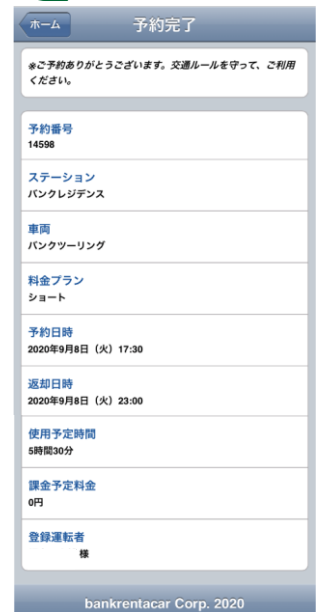 ホーム
予約完了
※ご予約ありがとうございます。交通ルールを守って、ご利用
ください。
予約番号
14598
ステーション
バンクレジデンス
車両
バンクツーリング
料金プラン
ショート
予約日時
2020年9月8日（火）17:30
返却日時
2020年9月8日（火）23:00
使用予定時間
5時間30分
課金予定料金
0円
登録運転者
様
bankrentacar Corp. 2020